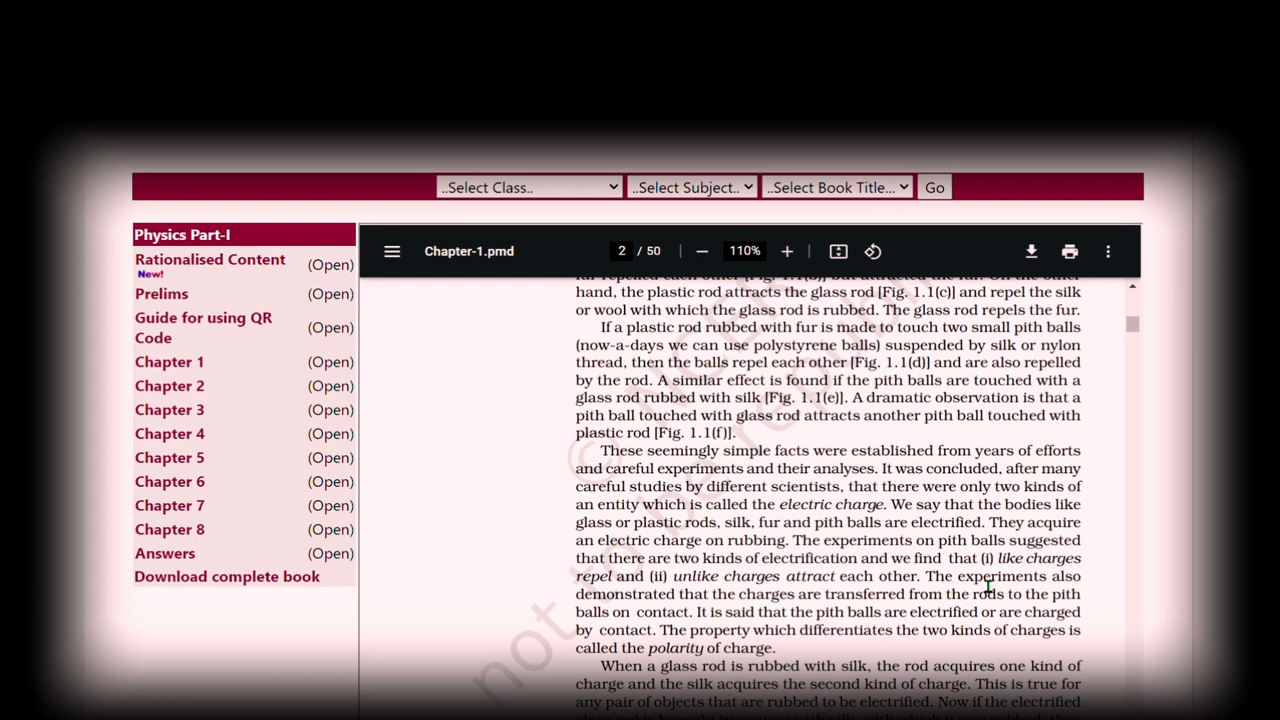 ..Select Class.. ..Select Subject.. ..Select Book Title... Go
Physics Part-I
Rationalised Content (Open)
New!
Prelims (Open)
Guide for using QR Code (Open)
Chapter 1 (Open)
Chapter 2 (Open)
Chapter 3 (Open)
Chapter 4 (Open)
Chapter 5 (Open)
Chapter 6 (Open)
Chapter 7 (Open)
Chapter 8 (Open)
Answers (Open)
Download complete book
Chapter-1.pmd 2 / 50 110%
hand, the plastic rod attracts the glass rod [Fig. 1.1(c)] and repel the silk
or wool with which the glass rod is rubbed. The glass rod repels the fur.
If a plastic rod rubbed with fur is made to touch two small pith balls
(now-a-days we can use polystyrene balls) suspended by silk or nylon
thread, then the balls repel each other [Fig. 1.1(d)] and are also repelled
by the rod. A similar effect is found if the pith balls are touched with a
glass rod rubbed with silk [Fig. 1.1(e)]. A dramatic observation is that a
pith ball touched with glass rod attracts another pith ball touched with
plastic rod [Fig. 1.1(f)].
These seemingly simple facts were established from years of efforts
and careful experiments and their analyses. It was concluded, after many
careful studies by different scientists, that there were only two kinds of
an entity which is called the electric charge. We say that the bodies like
glass or plastic rods, silk, fur and pith balls are electrified. They acquire
an electric charge on rubbing. The experiments on pith balls suggested
that there are two kinds of electrification and we find that (i) like charges
repel and (ii) unlike charges attract each other. The experiments also
demonstrated that the charges are transferred from the rods to the pith
balls on contact. It is said that the pith balls are electrified or are charged
by contact. The property which differentiates the two kinds of charges is
called the polarity of charge.
When a glass rod is rubbed with silk, the rod acquires one kind of
charge and the silk acquires the second kind of charge. This is true for
any pair of objects that are rubbed to be electrified. Now if the electrified
not to be republi